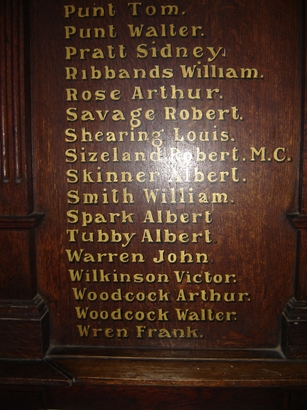 Punt Tom.
Punt Walter.
Pratt Sidney.
Ribbands William.
Rose Arthur.
Savage Robert.
Shearing Louis.
Sizeland Robert. M.C.
Skinner Albert.
Smith William.
Spark Albert
Tubby Albert.
Warren John.
Wilkinson Victor.
Woodcock Arthur.
Woodcock Walter.
Wren Frank.